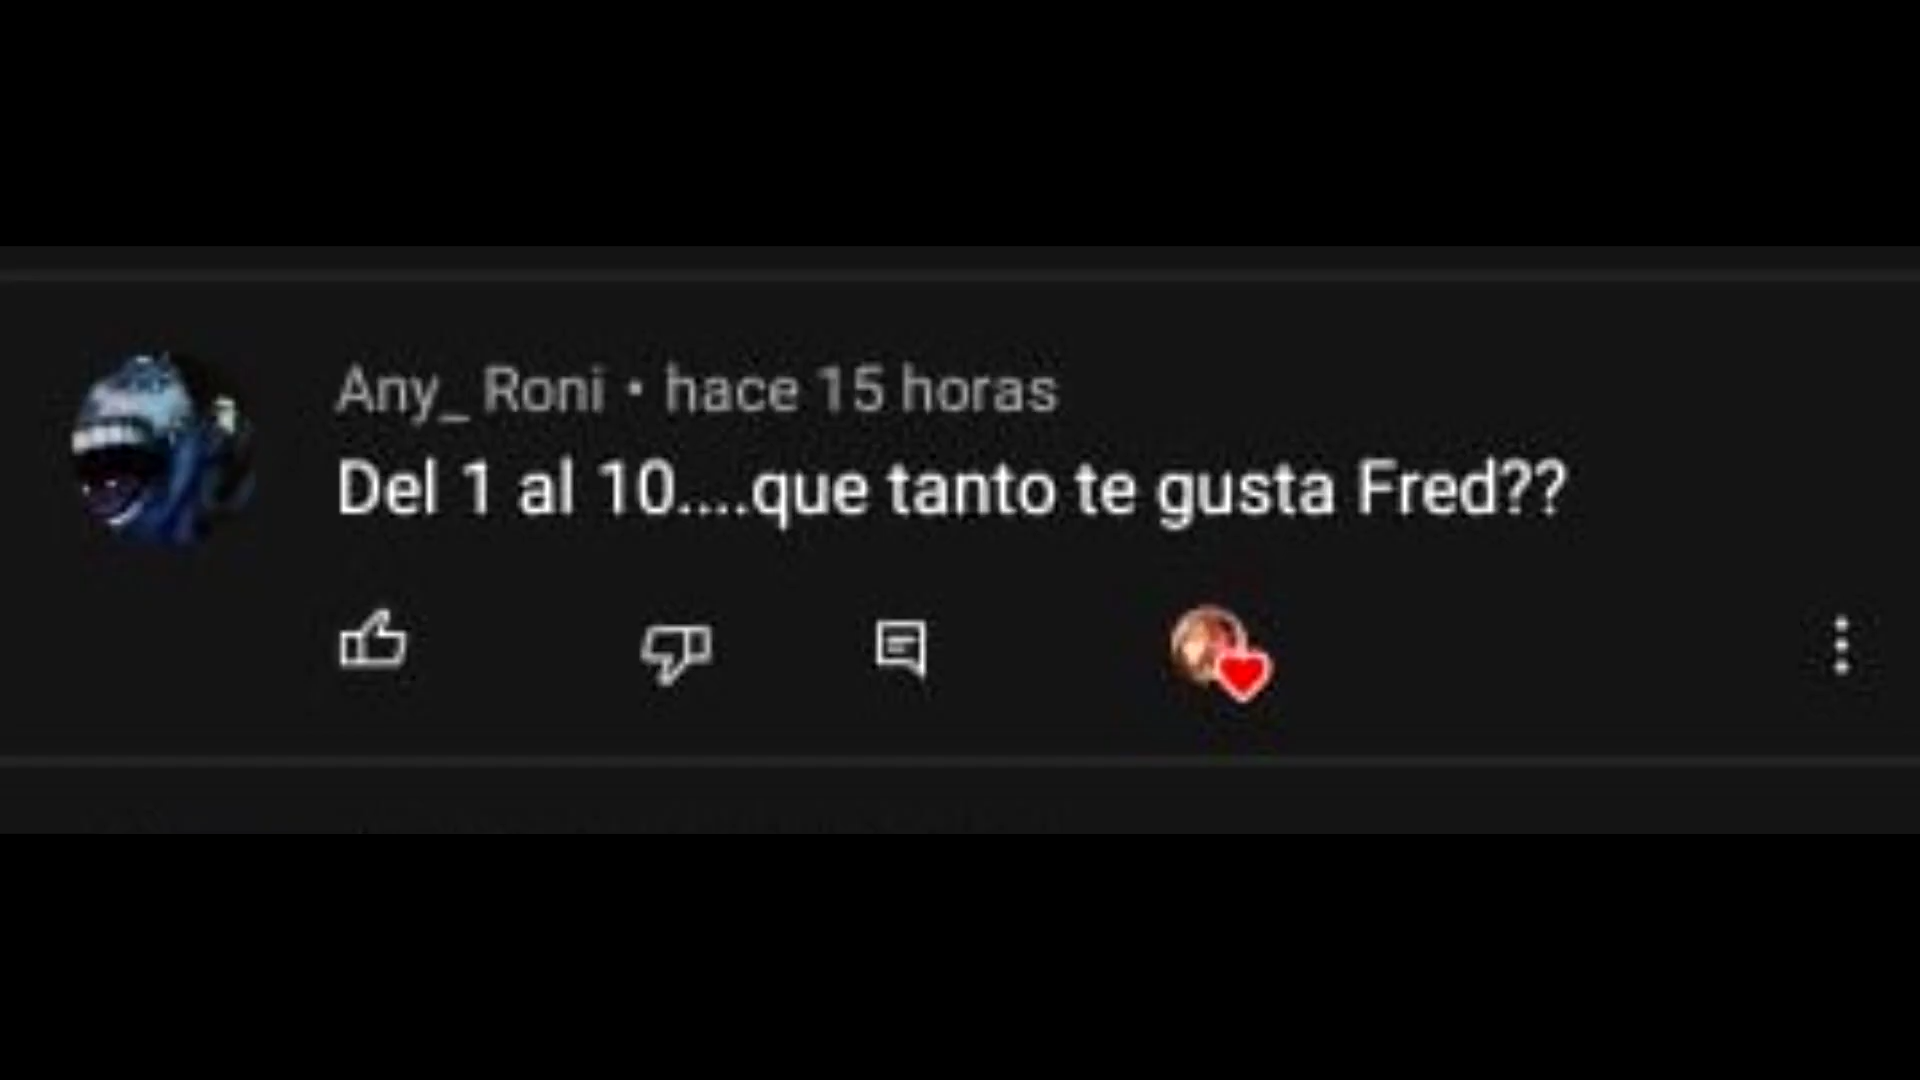 Any_ Roni • hace 15 horas
Del 1 al 10....que tanto te gusta Fred??